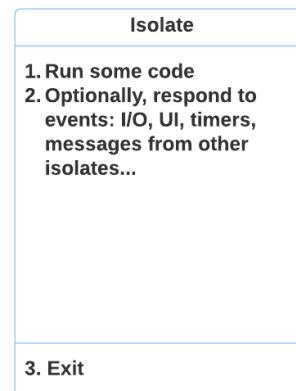 Isolate
1. Run some code
2. Optionally, respond to
events: I/O, UI, timers,
messages from other
isolates...
3. Exit